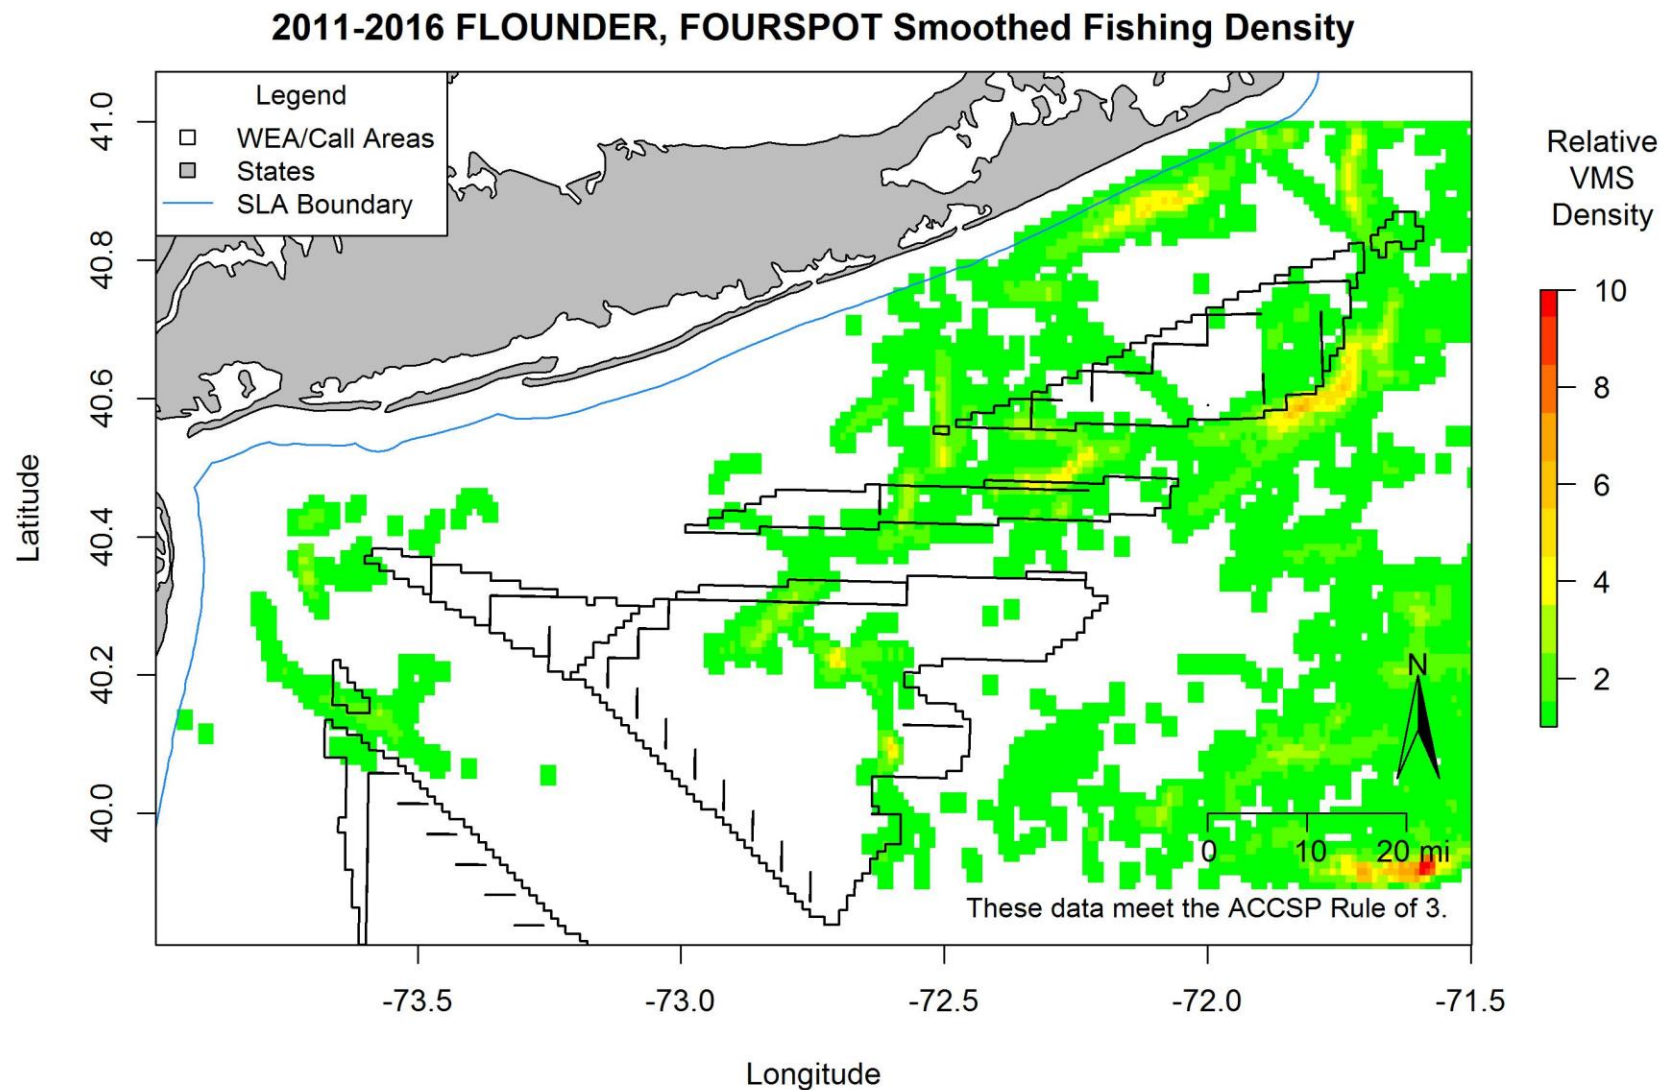 2011-2016 FLOUNDER, FOURSPOT Smoothed Fishing Density
Legend
WEA/Call Areas
States
SLA Boundary
Latitude
41.0
40.8
40.6
40.4
40.2
40.0
Relative
VMS
Density
10
8
6
4
2
N
0 10 20 mi
These data meet the ACCSP Rule of 3.
-73.5 -73.0 -72.5 -72.0 -71.5
Longitude